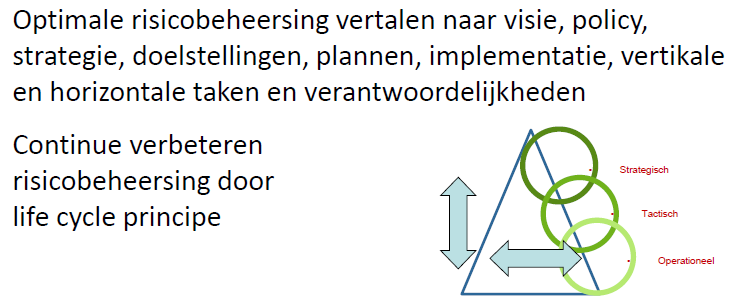 Optimale risicobeheersing vertalen naar visie, policy,
strategie, doelstellingen, plannen, implementatie, vertikale
en horizontale taken en verantwoordelijkheden
Continue verbeteren
risicobeheersing door
life cycle principe
Strategisch
Tactisch
Operationeel